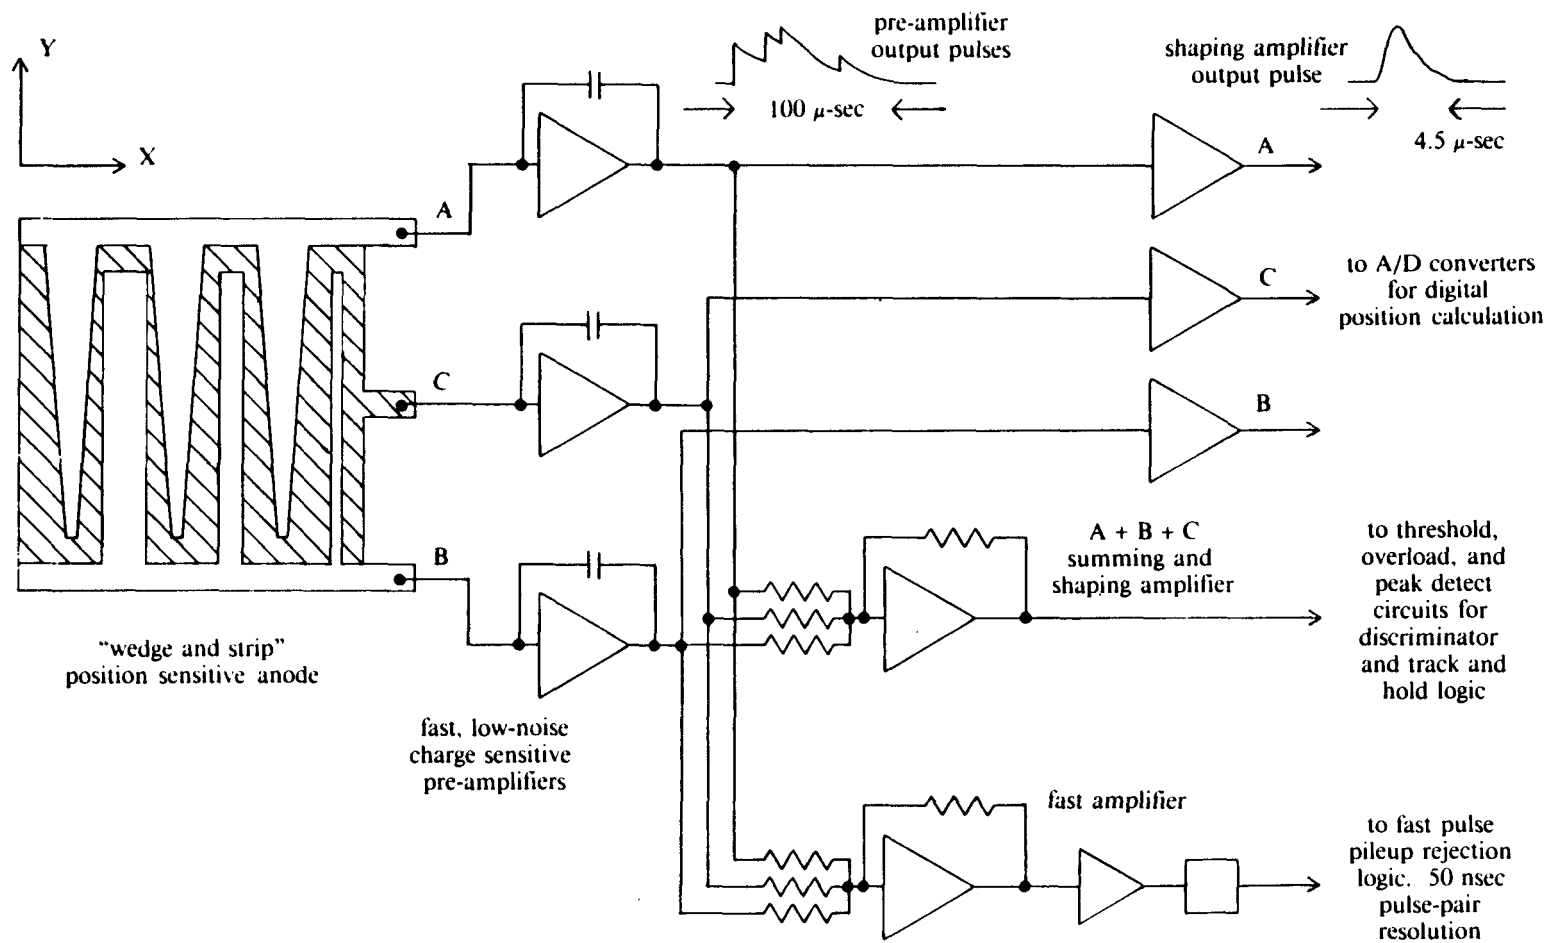 Y
X
pre-amplifier
output pulses
100 μ-sec
shaping amplifier
output pulse
4.5 μ-sec
A
A
C
to A/D converters
for digital
position calculation
C
B
B
"wedge and strip"
position sensitive anode
fast, low-noise
charge sensitive
pre-amplifiers
A + B + C
summing and
shaping amplifier
to threshold,
overload, and
peak detect
circuits for
discriminator
and track and
hold logic
fast amplifier
to fast pulse
pileup rejection
logic. 50 nsec
pulse-pair
resolution